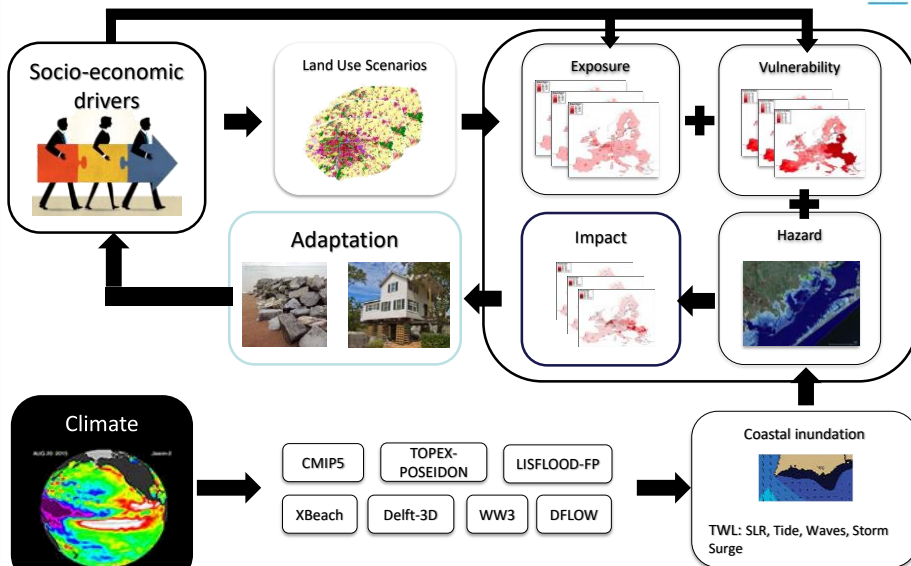 Socio-economic
drivers
Land Use Scenarios
Exposure
Vulnerability
Adaptation
Impact
Hazard
Climate
AUG 20 2015
Jason-2
CMIP5
TOPEX-
POSEIDON
LISFLOOD-FP
XBeach
Delft-3D
WW3
DFLOW
Coastal inundation
TWL: SLR, Tide, Waves, Storm
Surge